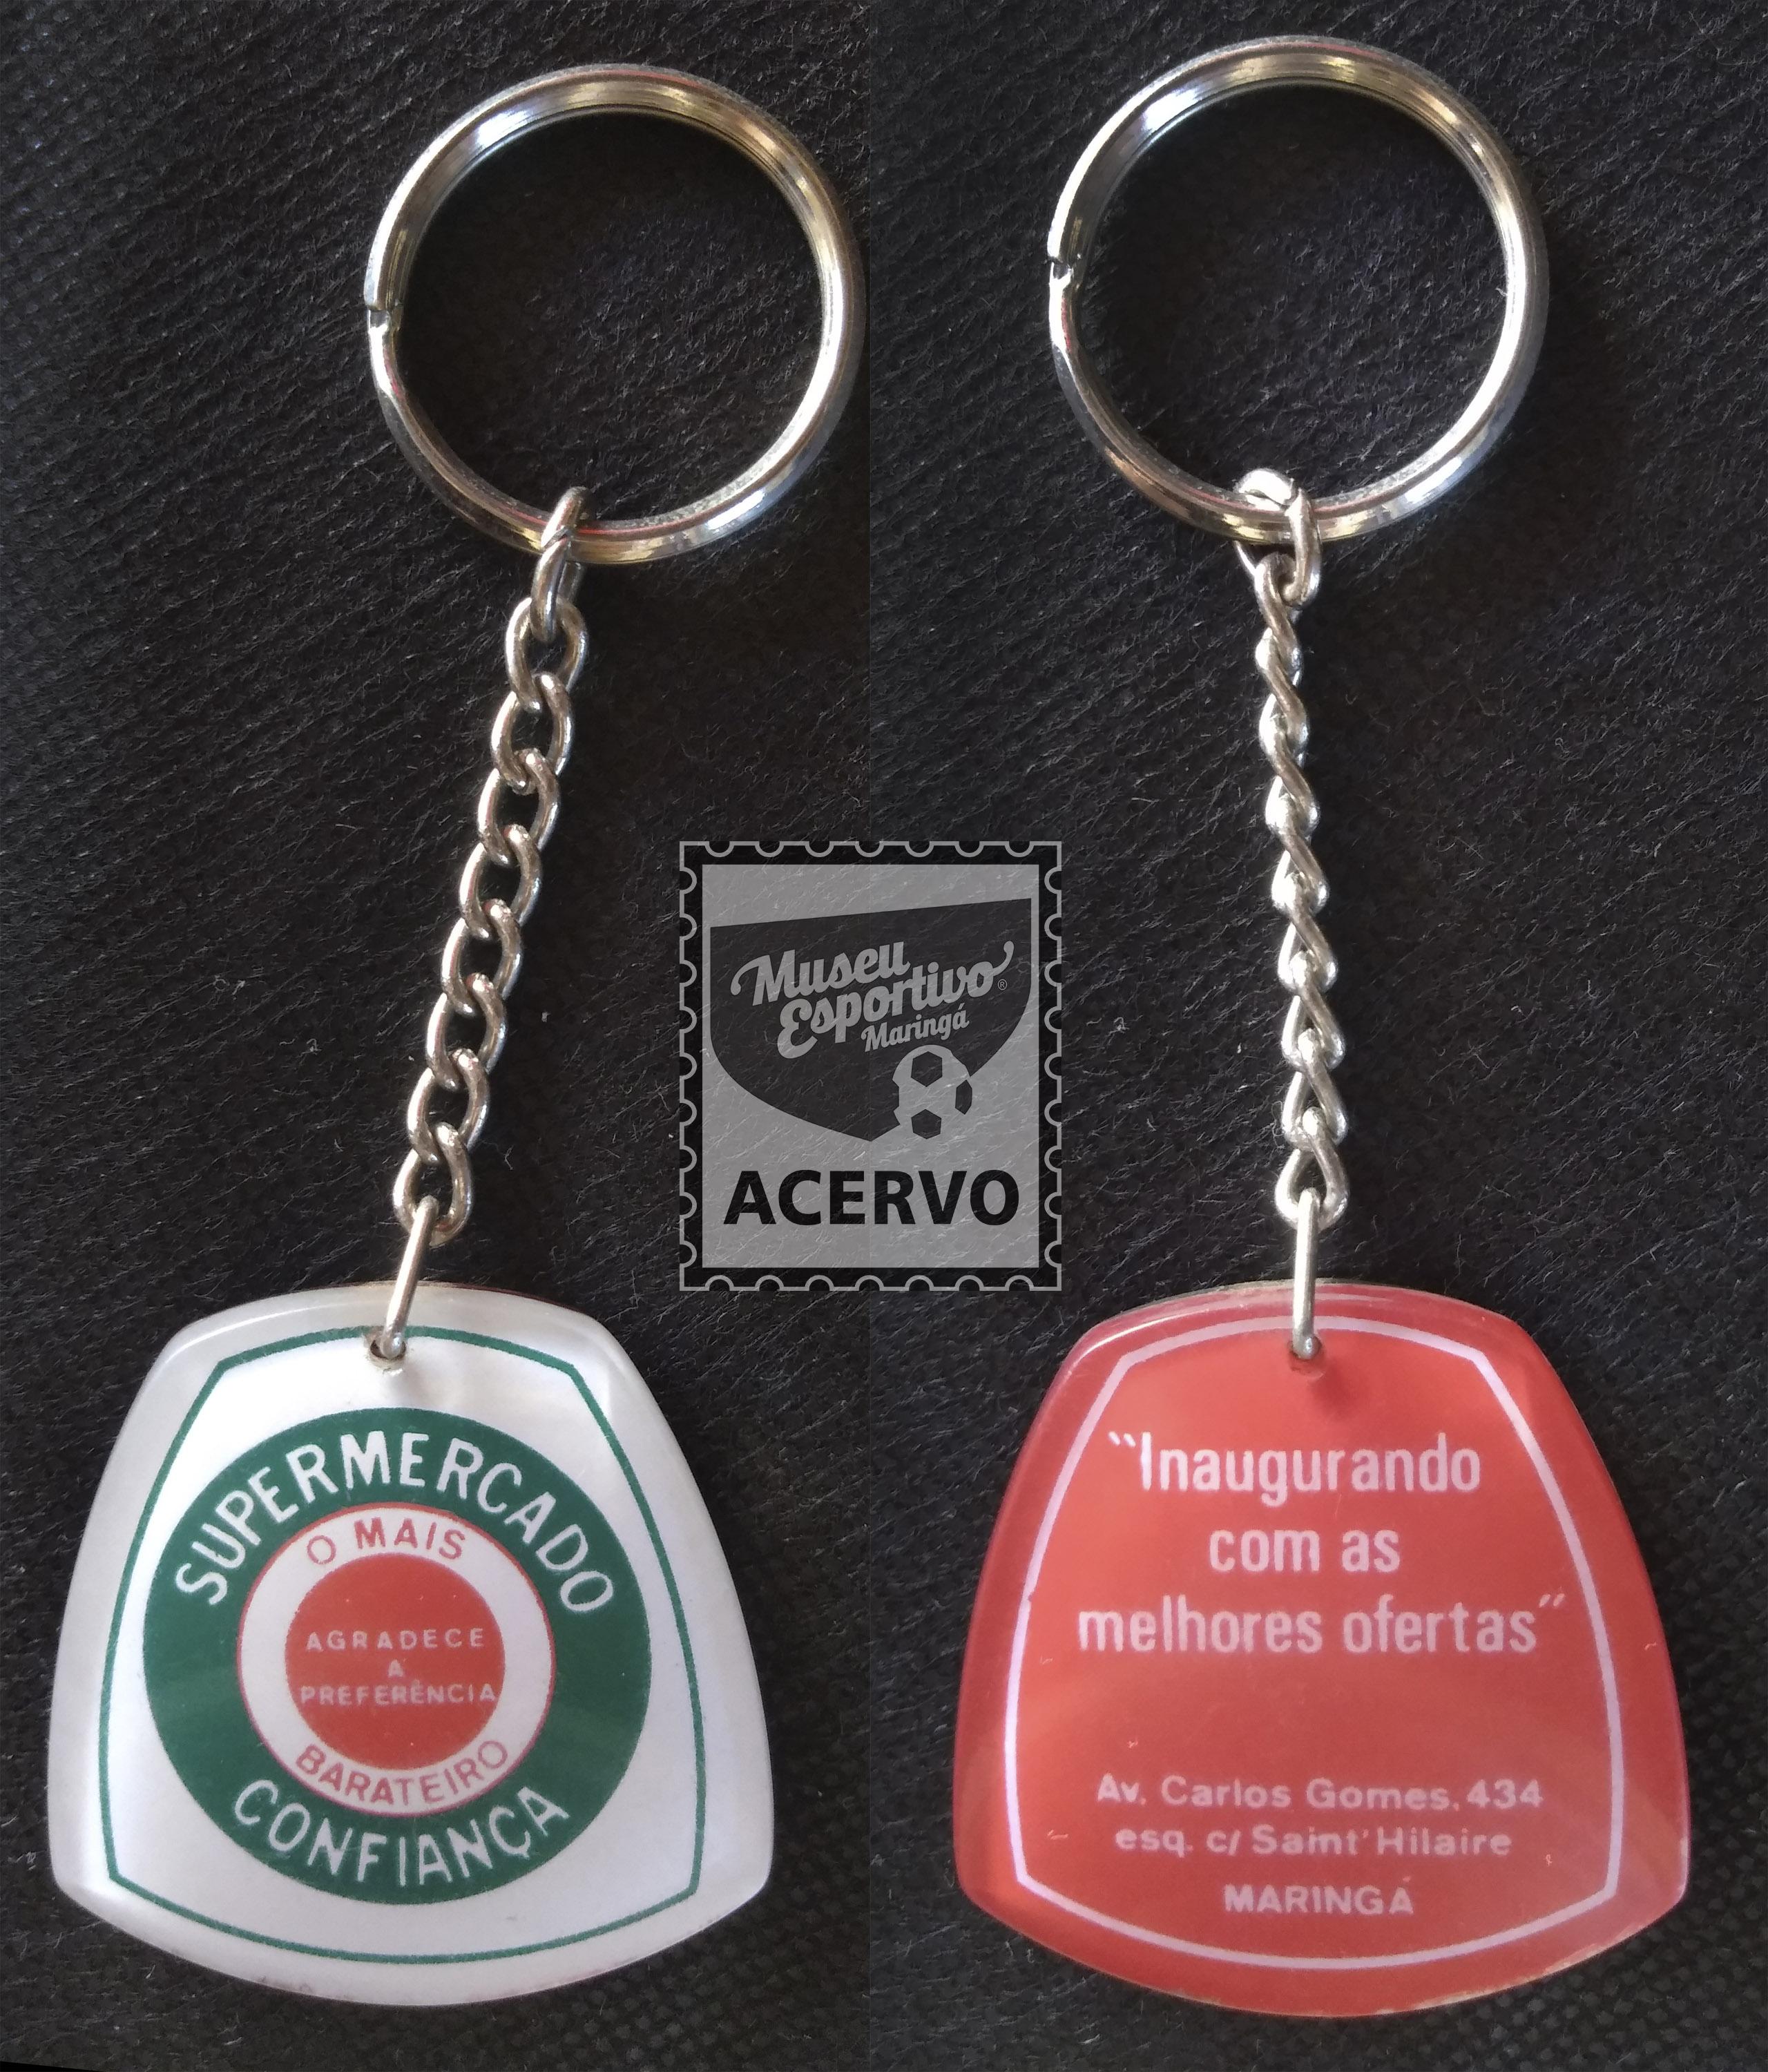 SUPERMERCADO
O MAIS
AGRADECE
A
PREFERÊNCIA
BARATEIRO
CONFIANÇA
Museu
Esportivo®
Maringá
ACERVO
“Inaugurando
com as
melhores ofertas”
Av. Carlos Gomes, 434
esq. c/ Saint'Hilaire
MARINGÁ